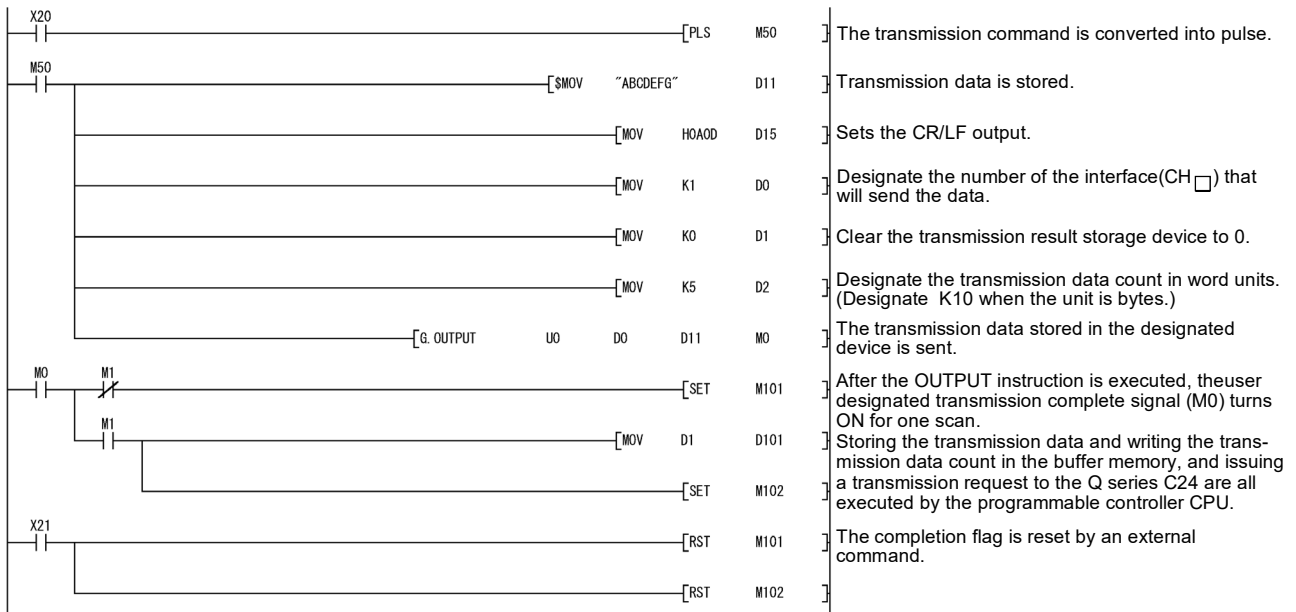 X20
[PLS M50 ] The transmission command is converted into pulse.
M50
[$MOV "ABCDEFG" D11 ] Transmission data is stored.
[MOV H0A0D D15 ] Sets the CR/LF output.
[MOV K1 D0 ] Designate the number of the interface(CH□) that
will send the data.
[MOV K0 D1 ] Clear the transmission result storage device to 0.
[MOV K5 D2 ] Designate the transmission data count in word units.
(Designate K10 when the unit is bytes.)
[G.OUTPUT U0 D0 D11 M0 ] The transmission data stored in the designated
device is sent.
M0 M1
[SET M101 ] After the OUTPUT instruction is executed, theuser
designated transmission complete signal (M0) turns
ON for one scan.
M1
[MOV D1 D101 ] Storing the transmission data and writing the trans-
mission data count in the buffer memory, and issuing
[SET M102 ] a transmission request to the Q series C24 are all
executed by the programmable controller CPU.
X21
[RST M101 ] The completion flag is reset by an external
command.
[RST M102 ]